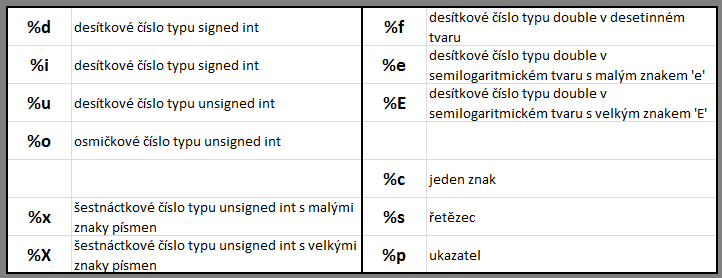 %d desítkové číslo typu signed int
%i desítkové číslo typu signed int
%u desítkové číslo typu unsigned int
%o osmičkové číslo typu unsigned int
%x šestnáctkové číslo typu unsigned int s malými
znaky písmen
%X šestnáctkové číslo typu unsigned int s velkými
znaky písmen
%f desítkové číslo typu double v desetinném
tvaru
%e desítkové číslo typu double v
semilogaritmickém tvaru s malým znakem 'e'
%E desítkové číslo typu double v
semilogaritmickém tvaru s velkým znakem 'E'
%c jeden znak
%s řetězec
%p ukazatel